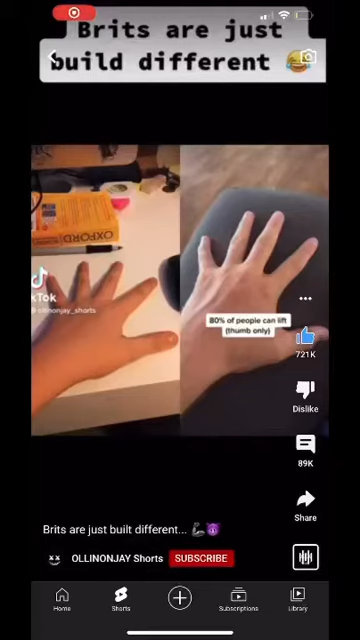 Brits are just
build different 😂
OXFORD
kTok
@ollinonjay_shorts
80% of people can lift
(thumb only)
721K
Dislike
89K
Share
Brits are just built different... 🦾😈
OLLINONJAY Shorts
SUBSCRIBE
Home
Shorts
Subscriptions
Library